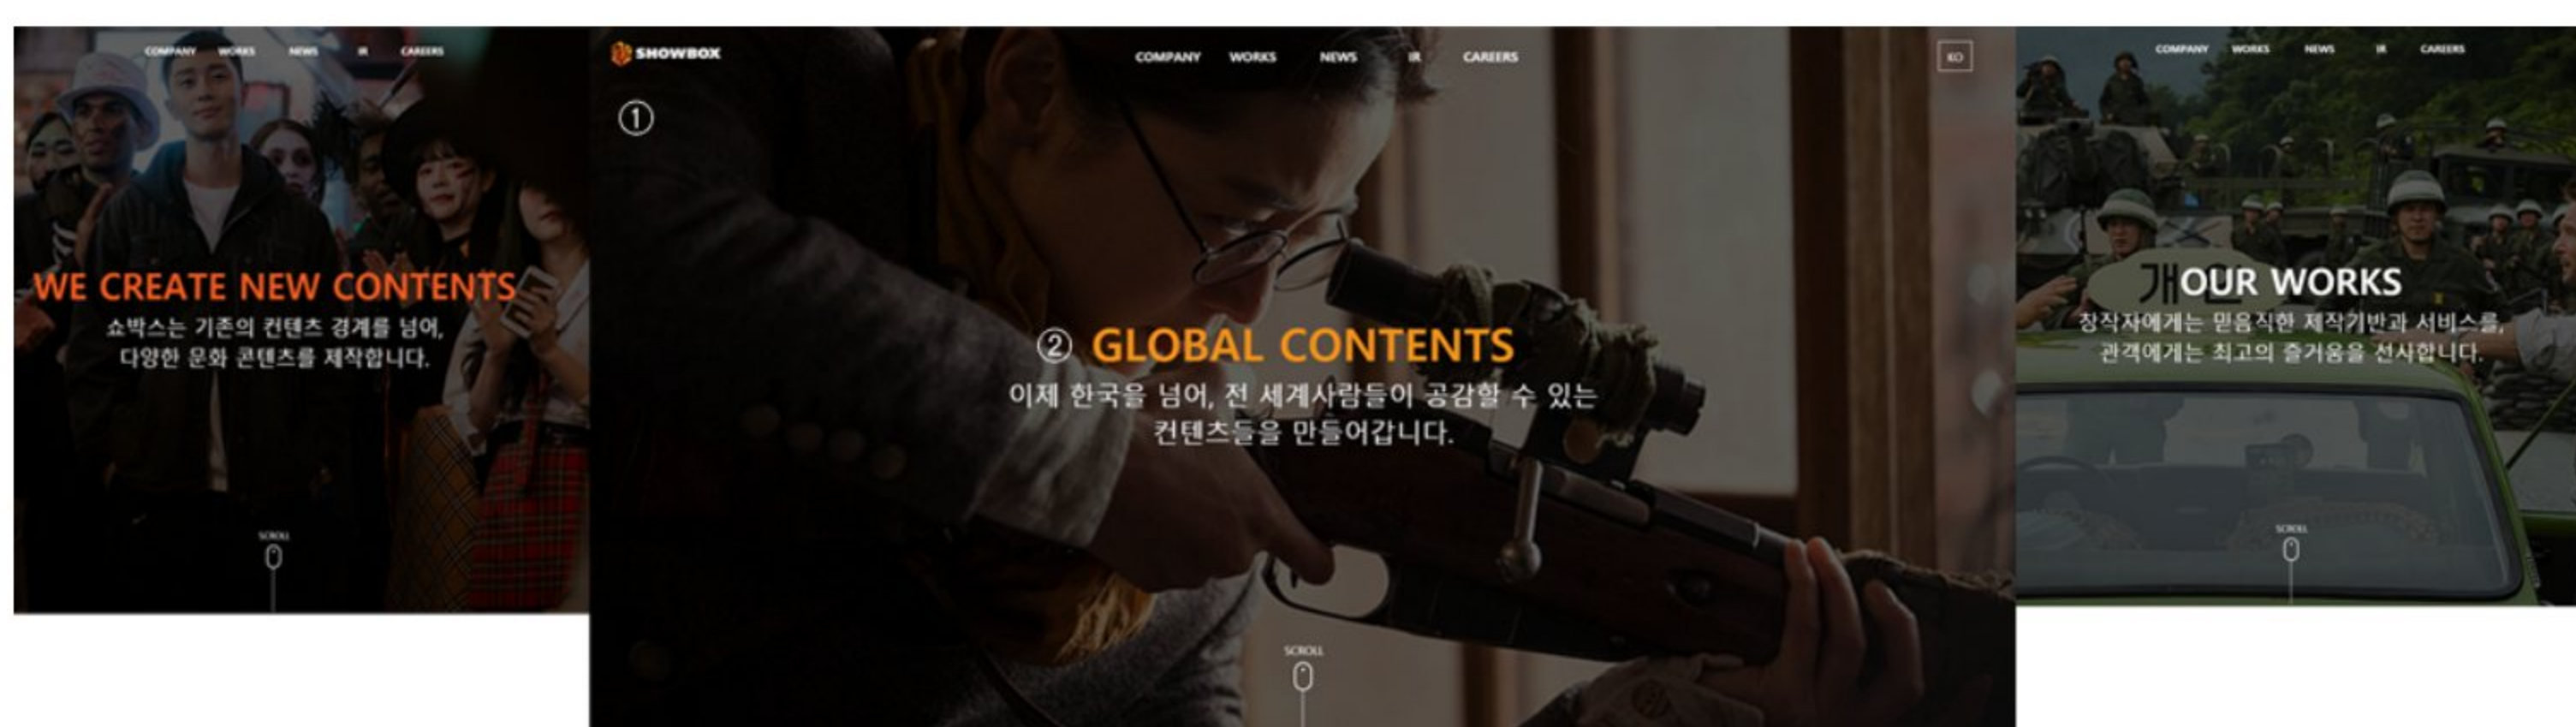 COMPANY WORKS NEWS IR CAREERS
WE CREATE NEW CONTENTS
쇼박스는 기존의 컨텐츠 경계를 넘어,
다양한 문화 콘텐츠를 제작합니다.
SCROLL
SHOWBOX
COMPANY WORKS NEWS IR CAREERS
KO
①
② GLOBAL CONTENTS
이제 한국을 넘어, 전 세계사람들이 공감할 수 있는
컨텐츠들을 만들어갑니다.
SCROLL
COMPANY WORKS NEWS IR CAREERS
OUR WORKS
창작자에게는 믿음직한 제작기반과 서비스를,
관객에게는 최고의 즐거움을 선사합니다.
SCROLL